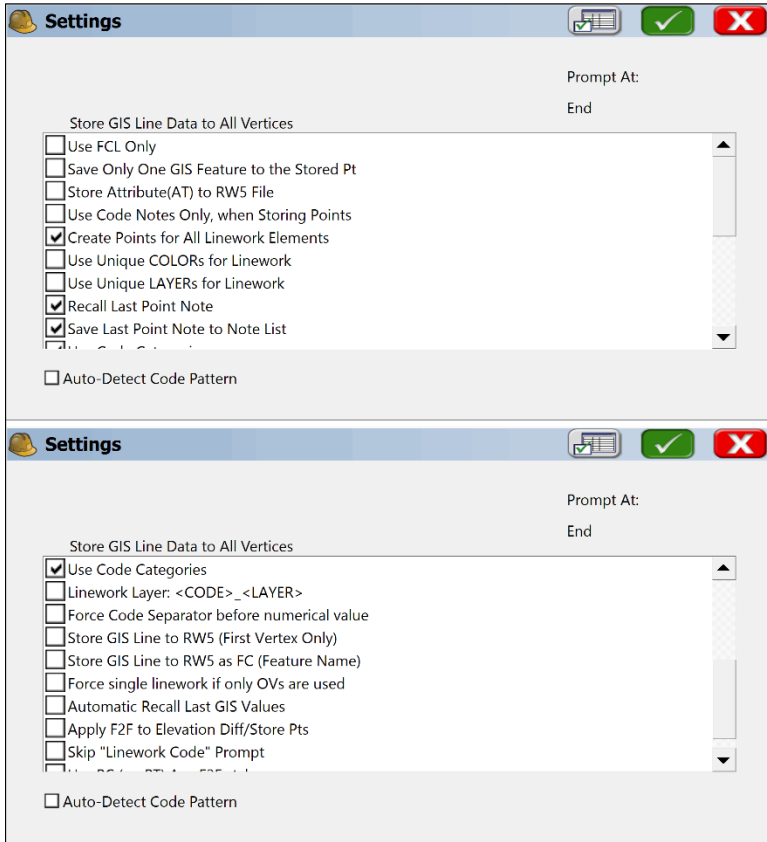 Settings
Prompt At:
End
Store GIS Line Data to All Vertices
Use FCL Only
Save Only One GIS Feature to the Stored Pt
Store Attribute(AT) to RW5 File
Use Code Notes Only, when Storing Points
Create Points for All Linework Elements
Use Unique COLORs for Linework
Use Unique LAYERs for Linework
Recall Last Point Note
Save Last Point Note to Note List
Auto-Detect Code Pattern
Settings
Prompt At:
End
Store GIS Line Data to All Vertices
Use Code Categories
Linework Layer: <CODE>_<LAYER>
Force Code Separator before numerical value
Store GIS Line to RW5 (First Vertex Only)
Store GIS Line to RW5 as FC (Feature Name)
Force single linework if only OVs are used
Automatic Recall Last GIS Values
Apply F2F to Elevation Diff/Store Pts
Skip "Linework Code" Prompt
Auto-Detect Code Pattern